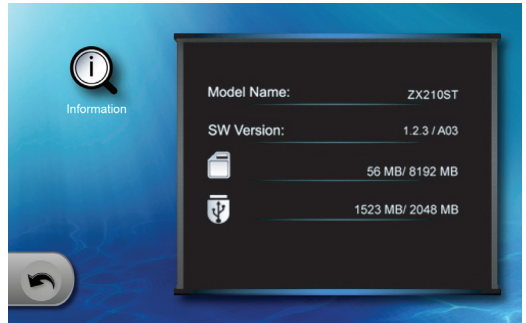 Information
Model Name: ZX210ST
SW Version: 1.2.3 / A03
56 MB/ 8192 MB
1523 MB/ 2048 MB